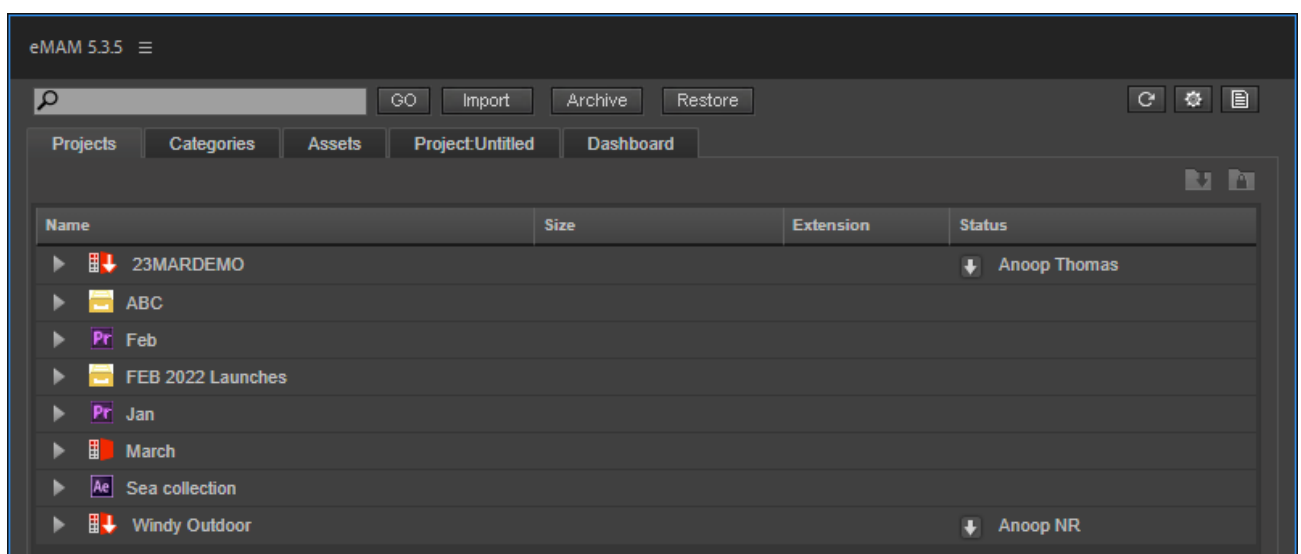 eMAM 5.3.5
GO Import Archive Restore
Projects Categories Assets Project:Untitled Dashboard
Name Size Extension Status
23MARDEMO Anoop Thomas
ABC
Pr Feb
FEB 2022 Launches
Pr Jan
March
Ae Sea collection
Windy Outdoor Anoop NR